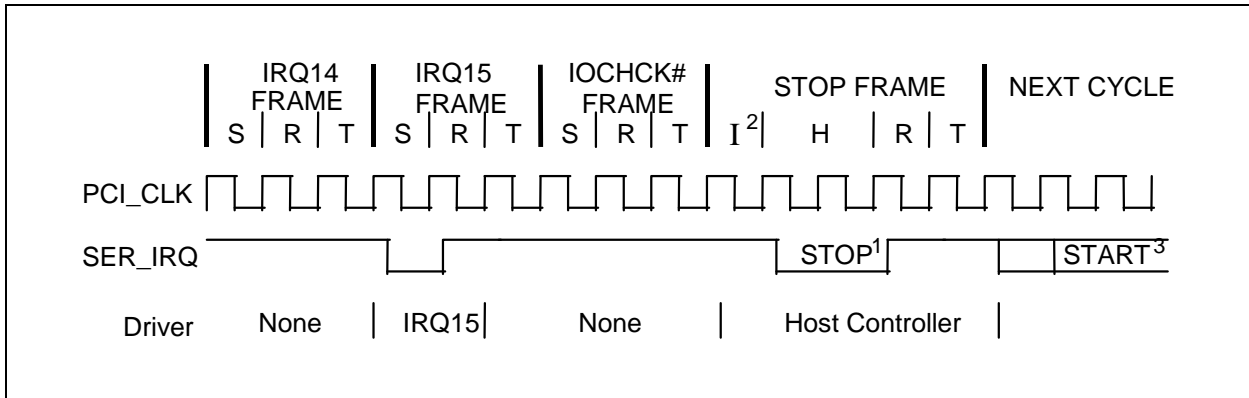 IRQ14 FRAME
IRQ15 FRAME
IOCHCK# FRAME
STOP FRAME
NEXT CYCLE
S R T S R T S R T I2 H R T
PCI_CLK
SER_IRQ
STOP1
START3
Driver
None
IRQ15
None
Host Controller